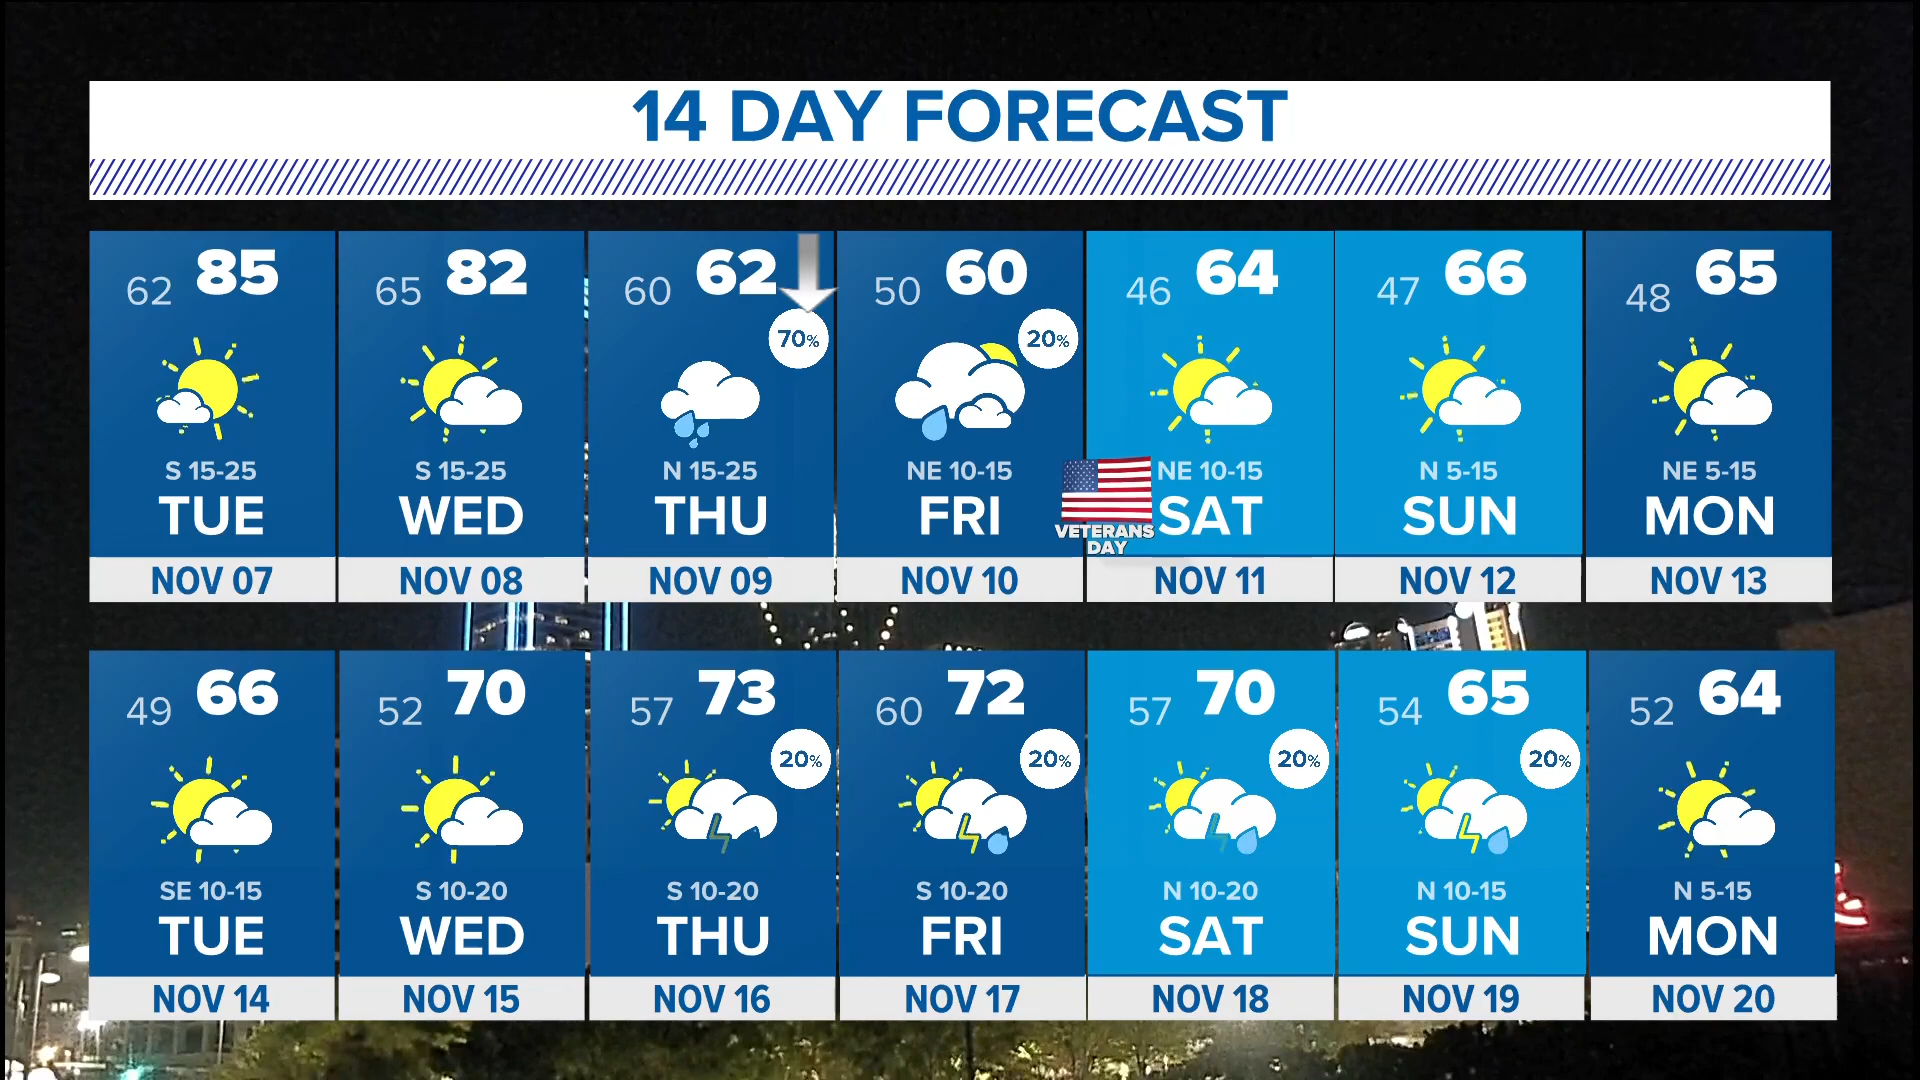 14 DAY FORECAST
62 85
S 15-25
TUE
NOV 07
65 82
S 15-25
WED
NOV 08
60 62
70%
N 15-25
THU
NOV 09
50 60
20%
NE 10-15
FRI
NOV 10
46 64
NE 10-15
VETERANS
DAY
SAT
NOV 11
47 66
N 5-15
SUN
NOV 12
48 65
NE 5-15
MON
NOV 13
49 66
SE 10-15
TUE
NOV 14
52 70
S 10-20
WED
NOV 15
57 73
20%
S 10-20
THU
NOV 16
60 72
20%
S 10-20
FRI
NOV 17
57 70
20%
N 10-20
SAT
NOV 18
54 65
20%
N 10-15
SUN
NOV 19
52 64
N 5-15
MON
NOV 20